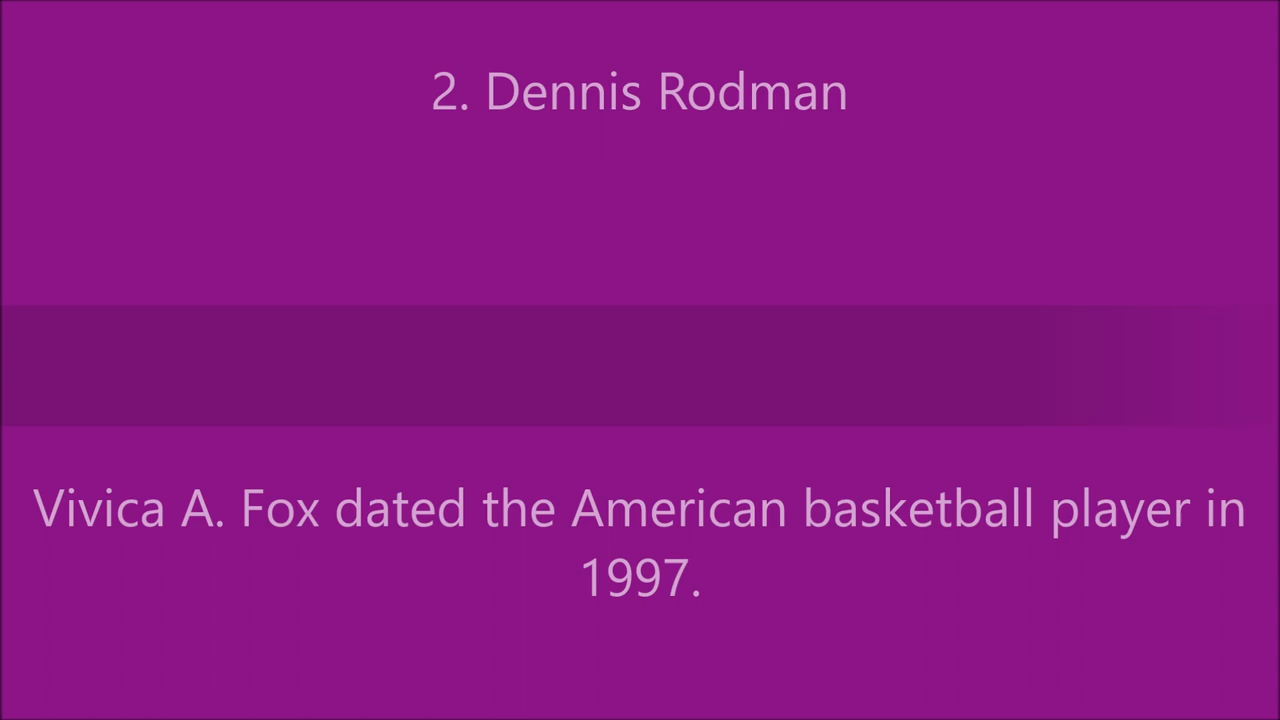 2. Dennis Rodman
Vivica A. Fox dated the American basketball player in
1997.